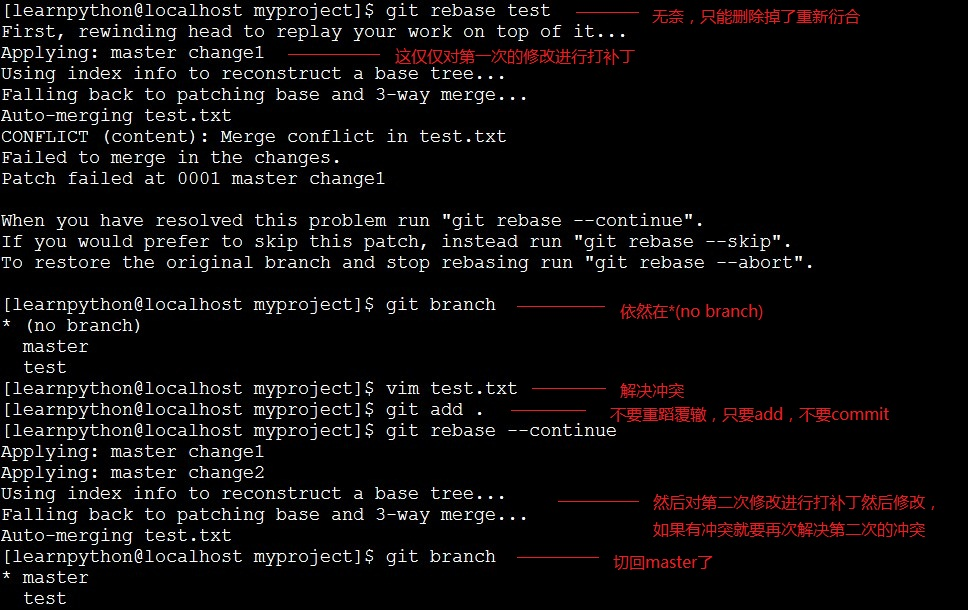 [learnpython@localhost myproject]$ git rebase test 无奈，只能删除掉了重新衍合
First, rewinding head to replay your work on top of it...
Applying: master change1 这仅仅对第一次的修改进行打补丁
Using index info to reconstruct a base tree...
Falling back to patching base and 3-way merge...
Auto-merging test.txt
CONFLICT (content): Merge conflict in test.txt
Failed to merge in the changes.
Patch failed at 0001 master change1
When you have resolved this problem run "git rebase --continue".
If you would prefer to skip this patch, instead run "git rebase --skip".
To restore the original branch and stop rebasing run "git rebase --abort".
[learnpython@localhost myproject]$ git branch 依然在*(no branch)
* (no branch)
master
test
[learnpython@localhost myproject]$ vim test.txt 解决冲突
[learnpython@localhost myproject]$ git add . 不要重蹈覆辙，只要add，不要commit
[learnpython@localhost myproject]$ git rebase --continue
Applying: master change1
Applying: master change2
Using index info to reconstruct a base tree... 然后对第二次修改进行打补丁然后修改，
Falling back to patching base and 3-way merge... 如果有冲突就要再次解决第二次的冲突
Auto-merging test.txt
[learnpython@localhost myproject]$ git branch 切回master了
* master
test